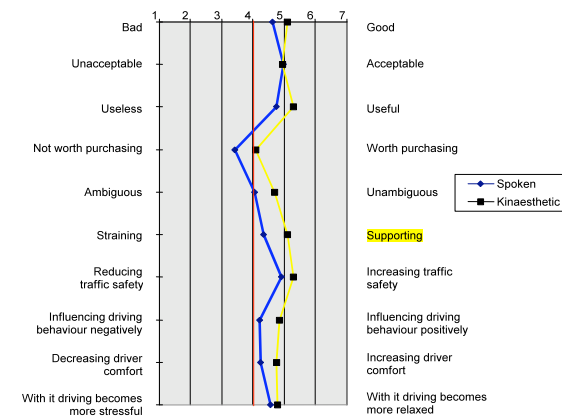 1 2 3 4 5 6 7
Bad Good
Unacceptable Acceptable
Useless Useful
Not worth purchasing Worth purchasing
Ambiguous Unambiguous
Spoken
Kinaesthetic
Straining Supporting
Reducing
traffic safety
Increasing traffic
safety
Influencing driving
behaviour negatively
Influencing driving
behaviour positively
Decreasing driver
comfort
Increasing driver
comfort
With it driving becomes
more stressful
With it driving becomes
more relaxed